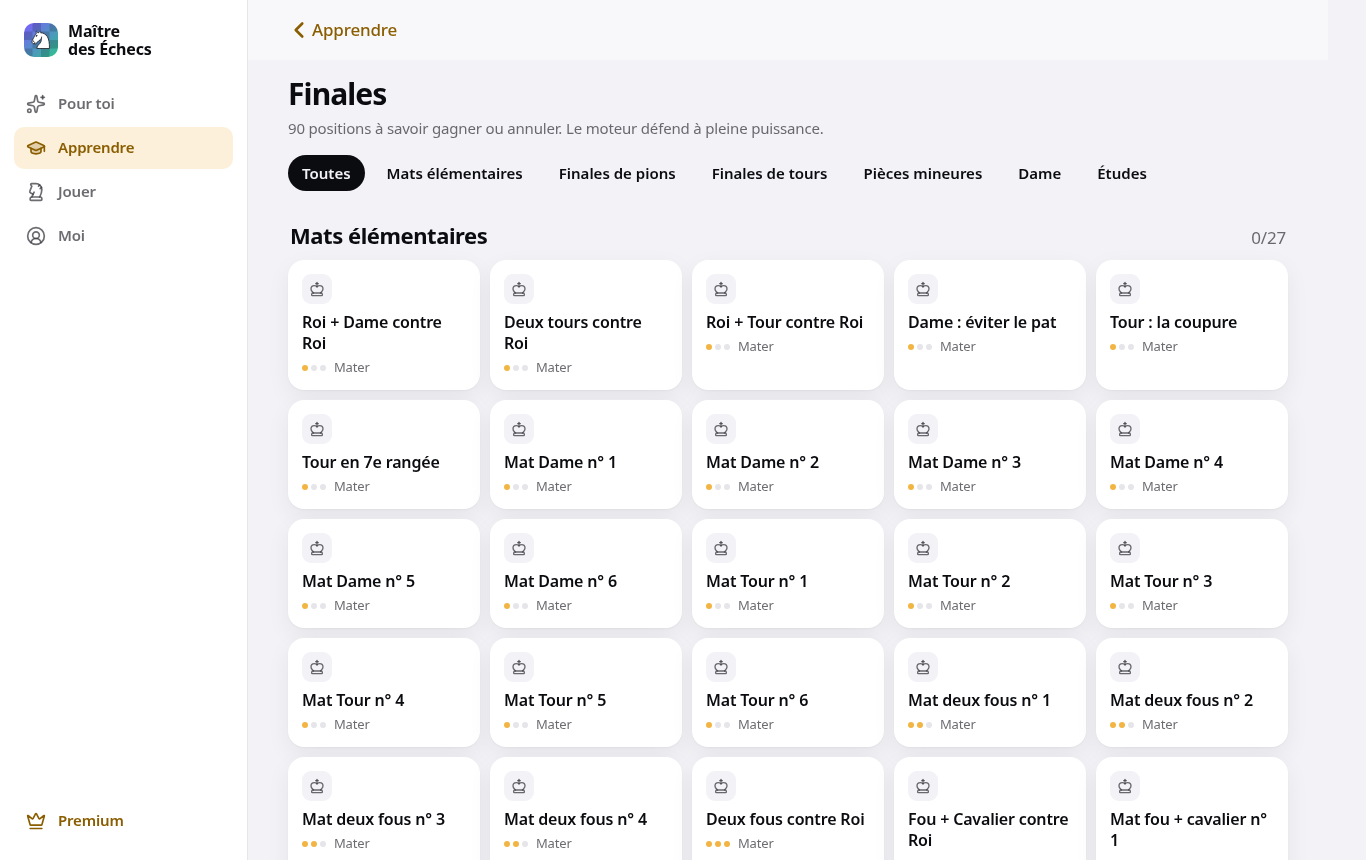 Maître
des Échecs
Pour toi
Apprendre
Jouer
Moi
Premium
Apprendre
Finales
90 positions à savoir gagner ou annuler. Le moteur défend à pleine puissance.
Toutes Mats élémentaires Finales de pions Finales de tours Pièces mineures Dame Études
Mats élémentaires 0/27
Roi + Dame contre
Roi
Mater
Deux tours contre
Roi
Mater
Roi + Tour contre Roi
Mater
Dame : éviter le pat
Mater
Tour : la coupure
Mater
Tour en 7e rangée
Mater
Mat Dame n° 1
Mater
Mat Dame n° 2
Mater
Mat Dame n° 3
Mater
Mat Dame n° 4
Mater
Mat Dame n° 5
Mater
Mat Dame n° 6
Mater
Mat Tour n° 1
Mater
Mat Tour n° 2
Mater
Mat Tour n° 3
Mater
Mat Tour n° 4
Mater
Mat Tour n° 5
Mater
Mat Tour n° 6
Mater
Mat deux fous n° 1
Mater
Mat deux fous n° 2
Mater
Mat deux fous n° 3
Mater
Mat deux fous n° 4
Mater
Deux fous contre Roi
Mater
Fou + Cavalier contre
Roi
Mat fou + cavalier n°
1